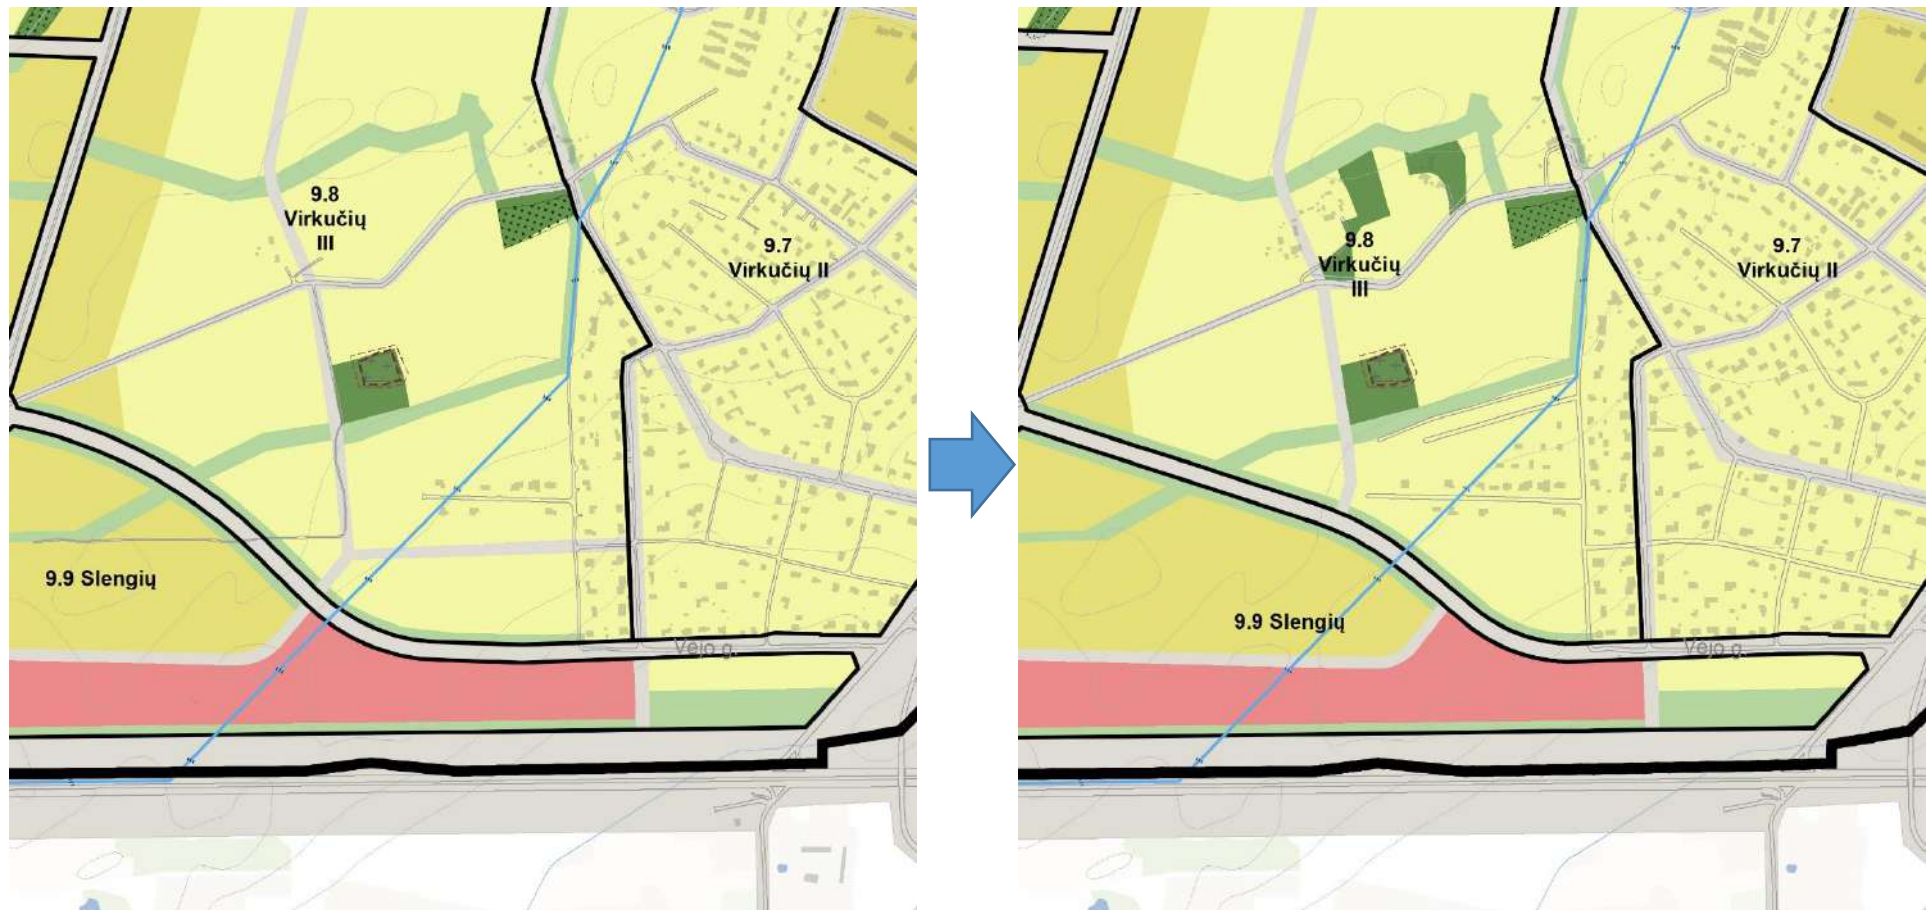 9.8
Virkučių
III
9.7
Virkučių II
9.9 Slengių
Vėjo g.
9.8
Virkučių
III
9.7
Virkučių II
9.9 Slengių
Vėjo g.